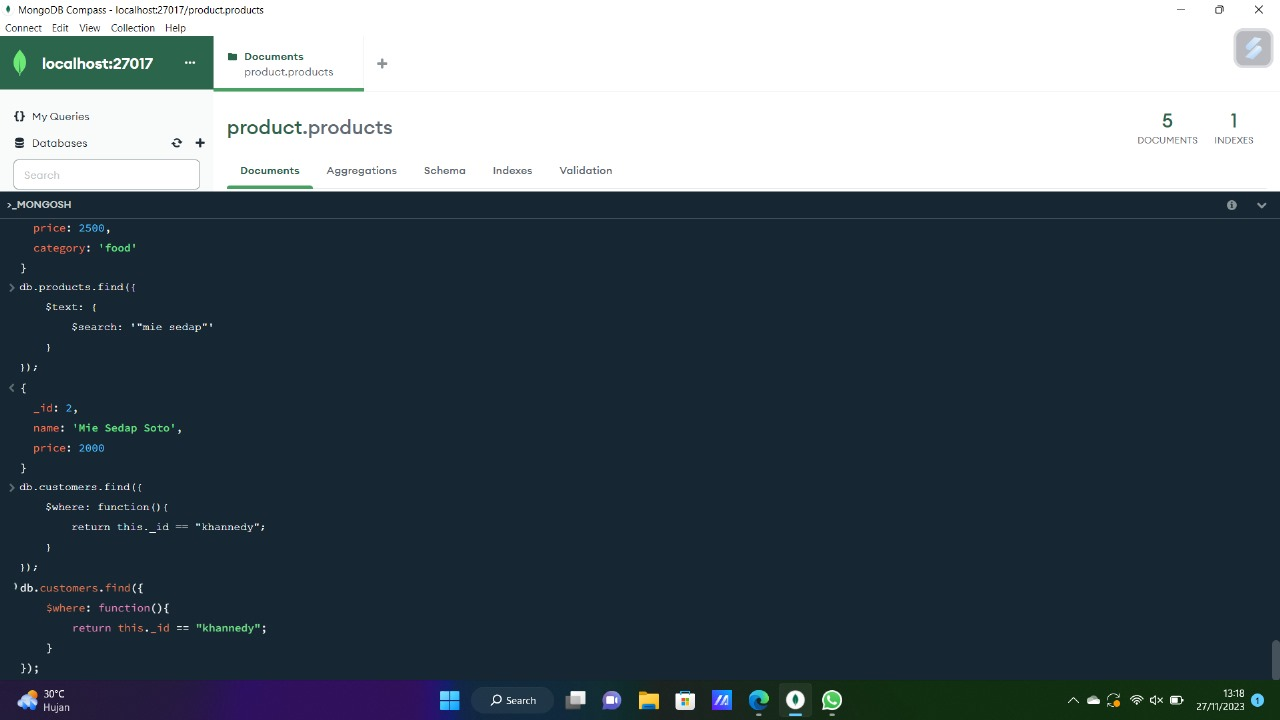 MongoDB Compass - localhost:27017/product.products
Connect Edit View Collection Help
localhost:27017 ...
Documents
product.products
My Queries
Databases
Search
product.products
5
DOCUMENTS
1
INDEXES
Documents Aggregations Schema Indexes Validation
>_MONGOSH
price: 2500,
category: 'food'
}
> db.products.find({
$text: {
$search: '"mie sedap"'
}
});
< {
_id: 2,
name: 'Mie Sedap Soto',
price: 2000
}
> db.customers.find({
$where: function(){
return this._id == "khannedy";
}
});
> db.customers.find({
$where: function(){
return this._id == "khannedy";
}
});
30°C
Hujan
Search
13:18
27/11/2023
1